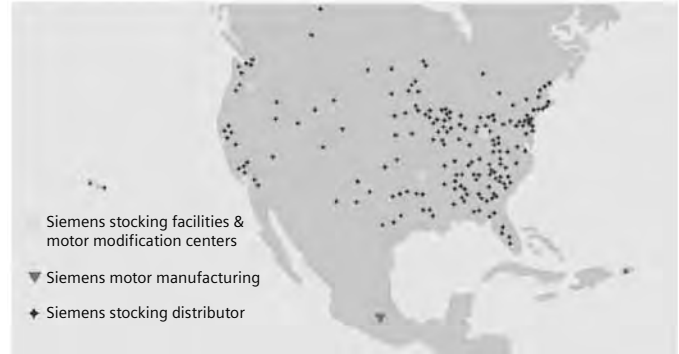 Siemens stocking facilities &
motor modification centers
Siemens motor manufacturing
Siemens stocking distributor